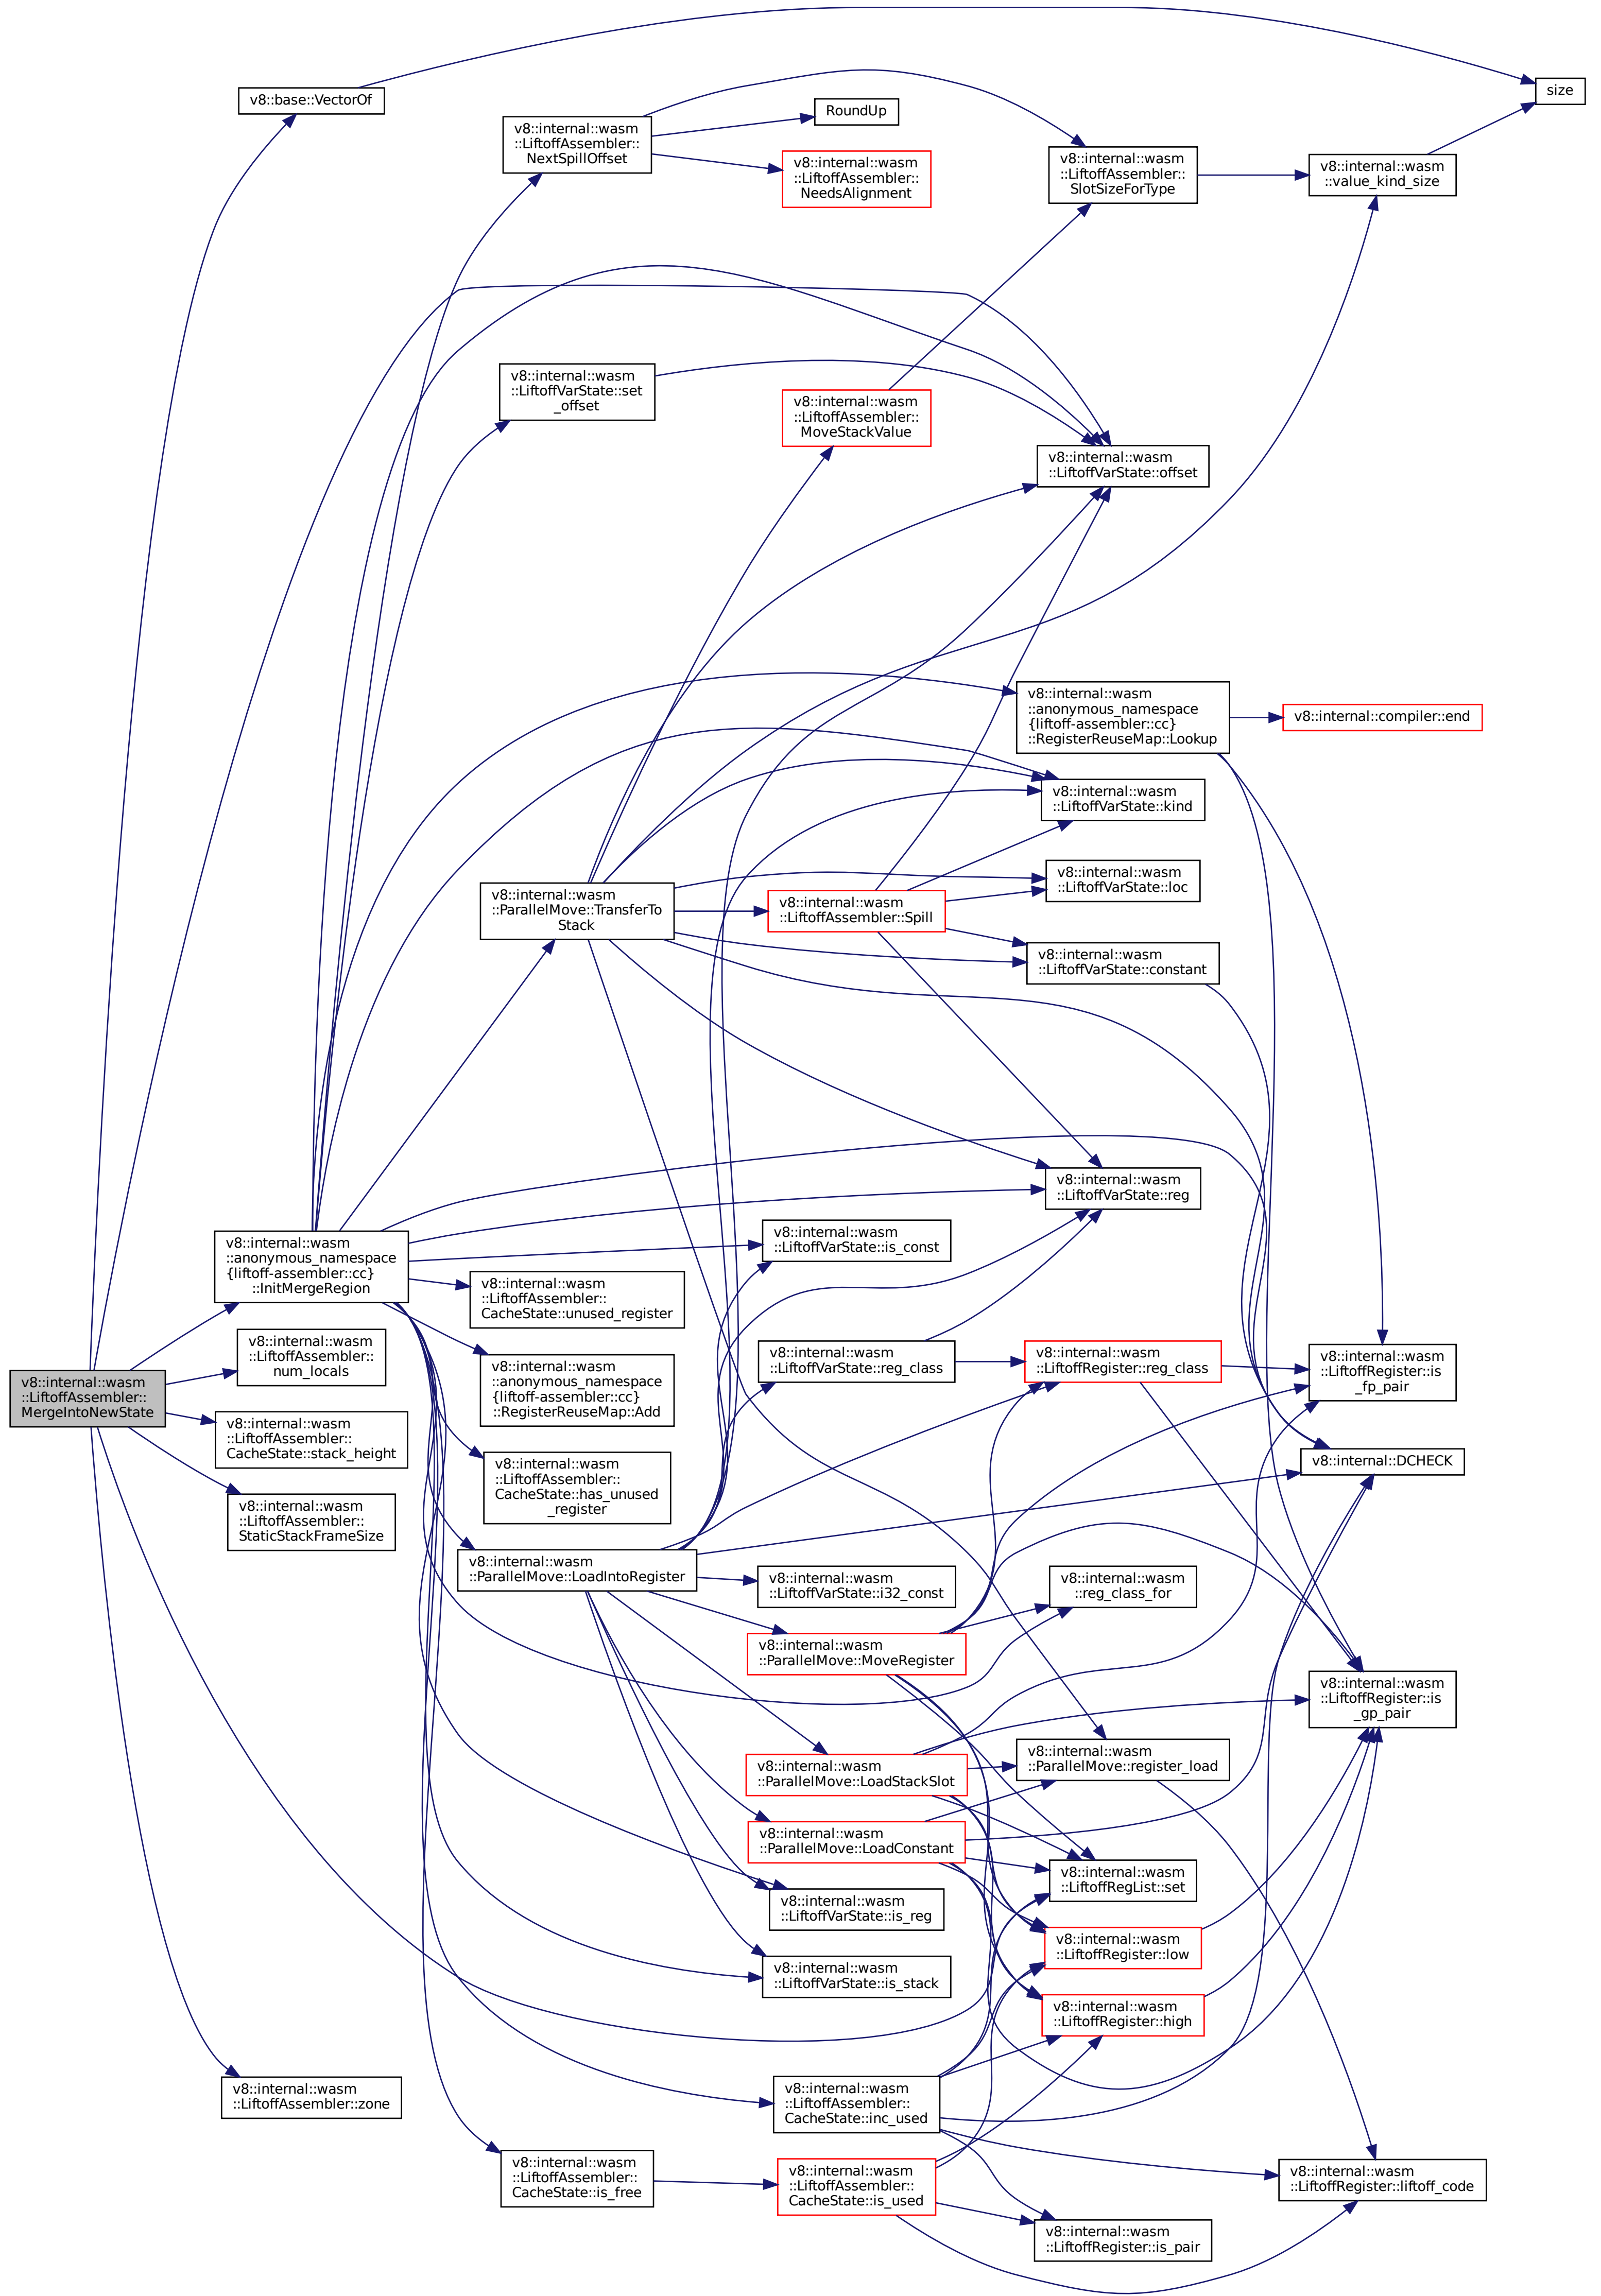 v8::base::VectorOf
size
v8::internal::wasm
::LiftoffAssembler::
NextSpillOffset
RoundUp
v8::internal::wasm
::LiftoffAssembler::
NeedsAlignment
v8::internal::wasm
::LiftoffAssembler::
SlotSizeForType
v8::internal::wasm
::value_kind_size
v8::internal::wasm
::LiftoffVarState::set
_offset
v8::internal::wasm
::LiftoffAssembler::
MoveStackValue
v8::internal::wasm
::LiftoffVarState::offset
v8::internal::wasm
::anonymous_namespace
{liftoff-assembler::cc}
::RegisterReuseMap::Lookup
v8::internal::compiler::end
v8::internal::wasm
::LiftoffVarState::kind
v8::internal::wasm
::ParallelMove::TransferTo
Stack
v8::internal::wasm
::LiftoffAssembler::Spill
v8::internal::wasm
::LiftoffVarState::loc
v8::internal::wasm
::LiftoffVarState::constant
v8::internal::wasm
::LiftoffVarState::reg
v8::internal::wasm
::anonymous_namespace
{liftoff-assembler::cc}
::InitMergeRegion
v8::internal::wasm
::LiftoffVarState::is_const
v8::internal::wasm
::LiftoffAssembler::
CacheState::unused_register
v8::internal::wasm
::LiftoffAssembler::
num_locals
v8::internal::wasm
::LiftoffAssembler::
MergeIntoNewState
v8::internal::wasm
::anonymous_namespace
{liftoff-assembler::cc}
::RegisterReuseMap::Add
v8::internal::wasm
::LiftoffVarState::reg_class
v8::internal::wasm
::LiftoffRegister::reg_class
v8::internal::wasm
::LiftoffRegister::is
_fp_pair
v8::internal::wasm
::LiftoffAssembler::
CacheState::stack_height
v8::internal::wasm
::LiftoffAssembler::
CacheState::has_unused
_register
v8::internal::DCHECK
v8::internal::wasm
::LiftoffAssembler::
StaticStackFrameSize
v8::internal::wasm
::ParallelMove::LoadIntoRegister
v8::internal::wasm
::LiftoffVarState::i32_const
v8::internal::wasm
::reg_class_for
v8::internal::wasm
::ParallelMove::MoveRegister
v8::internal::wasm
::LiftoffRegister::is
_gp_pair
v8::internal::wasm
::ParallelMove::LoadStackSlot
v8::internal::wasm
::ParallelMove::register_load
v8::internal::wasm
::ParallelMove::LoadConstant
v8::internal::wasm
::LiftoffRegList::set
v8::internal::wasm
::LiftoffVarState::is_reg
v8::internal::wasm
::LiftoffRegister::low
v8::internal::wasm
::LiftoffVarState::is_stack
v8::internal::wasm
::LiftoffRegister::high
v8::internal::wasm
::LiftoffAssembler::zone
v8::internal::wasm
::LiftoffAssembler::
CacheState::inc_used
v8::internal::wasm
::LiftoffAssembler::
CacheState::is_free
v8::internal::wasm
::LiftoffAssembler::
CacheState::is_used
v8::internal::wasm
::LiftoffRegister::liftoff_code
v8::internal::wasm
::LiftoffRegister::is_pair